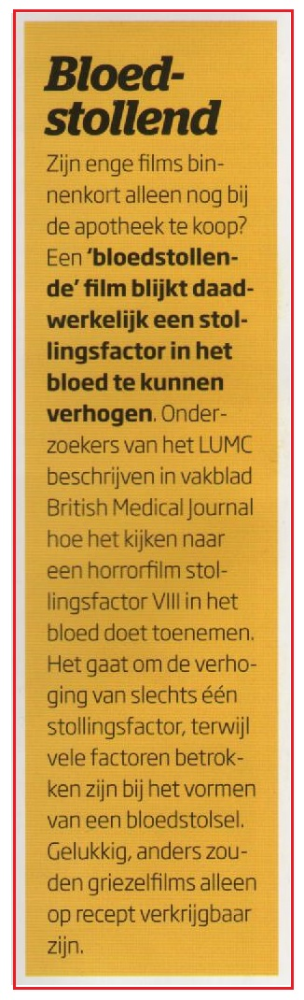 Bloed-
stollend
Zijn enge films bin-
nenkort alleen nog bij
de apotheek te koop?
Een ‘bloedstollen-
de’ film blijkt daad-
werkelijk een stol-
lingsfactor in het
bloed te kunnen
verhogen. Onder-
zoekers van het LUMC
beschrijven in vakblad
British Medical Journal
hoe het kijken naar
een horrorfilm stol-
lingsfactor VIII in het
bloed doet toenemen.
Het gaat om de verho-
ging van slechts één
stollingsfactor, terwijl
vele factoren betrok-
ken zijn bij het vormen
van een bloedstolsel.
Gelukkig, anders zou-
den griezelfilms alleen
op recept verkrijgbaar
zijn.